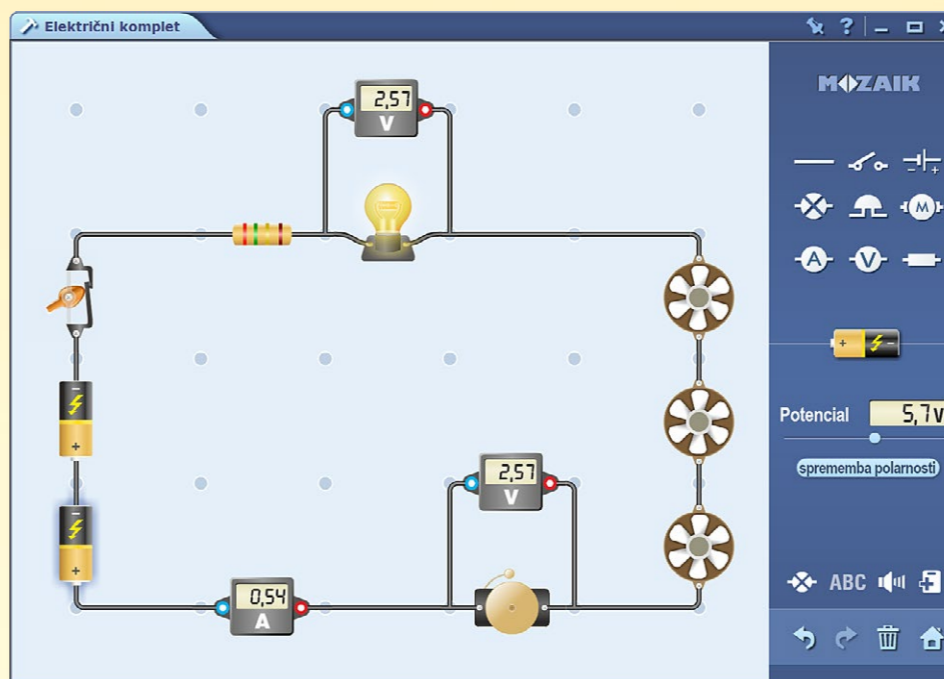 Električni komplet
?
MOZAIK
2,57
V
M
A
V
+
-
Potencial
5,7V
sprememba polarnosti
-
+
-
+
2,57
V
0,54
A
ABC